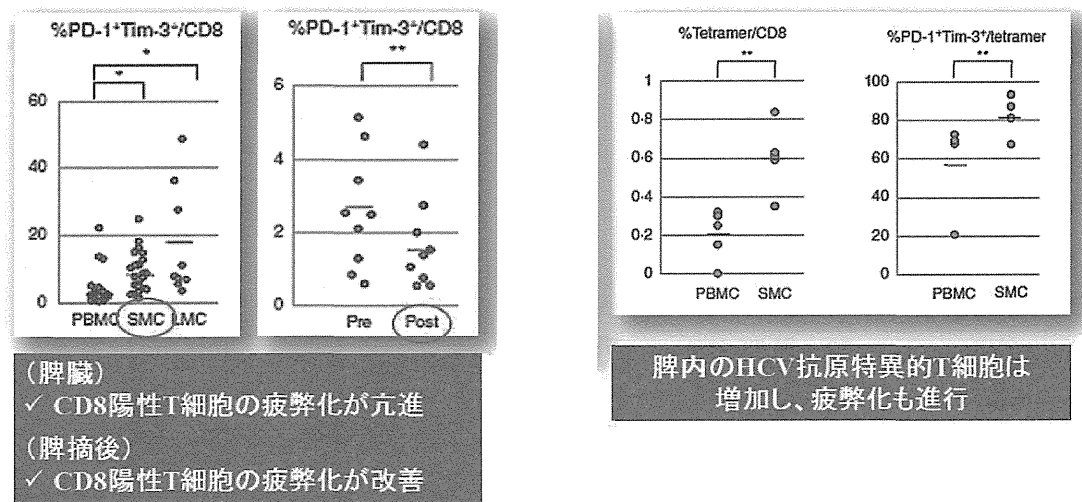 %PD-1⁺Tim-3⁺/CD8
*
*
60
40
20
0
PBMC SMC LMC
%PD-1⁺Tim-3⁺/CD8
**
6
4
2
0
Pre Post
(脾臓)
✓ CD8陽性T細胞の疲弊化が亢進
(脾摘後)
✓ CD8陽性T細胞の疲弊化が改善
%Tetramer/CD8
**
1
0·8
0·6
0·4
0·2
0
PBMC SMC
%PD-1⁺Tim-3⁺/tetramer
**
100
80
60
40
20
0
PBMC SMC
脾内のHCV抗原特異的T細胞は
増加し、疲弊化も進行